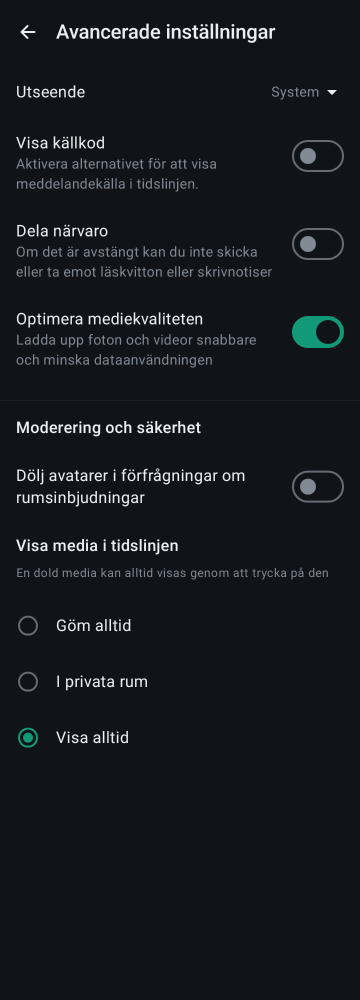 Avancerade inställningar
Utseende
System
Visa källkod
Aktivera alternativet för att visa
meddelandekälla i tidslinjen.
Dela närvaro
Om det är avstängt kan du inte skicka
eller ta emot läskvitton eller skrivnotiser
Optimera mediekvaliteten
Ladda upp foton och videor snabbare
och minska dataanvändningen
Moderering och säkerhet
Dölj avatarer i förfrågningar om
rumsinbjudningar
Visa media i tidslinjen
En dold media kan alltid visas genom att trycka på den
Göm alltid
I privata rum
Visa alltid